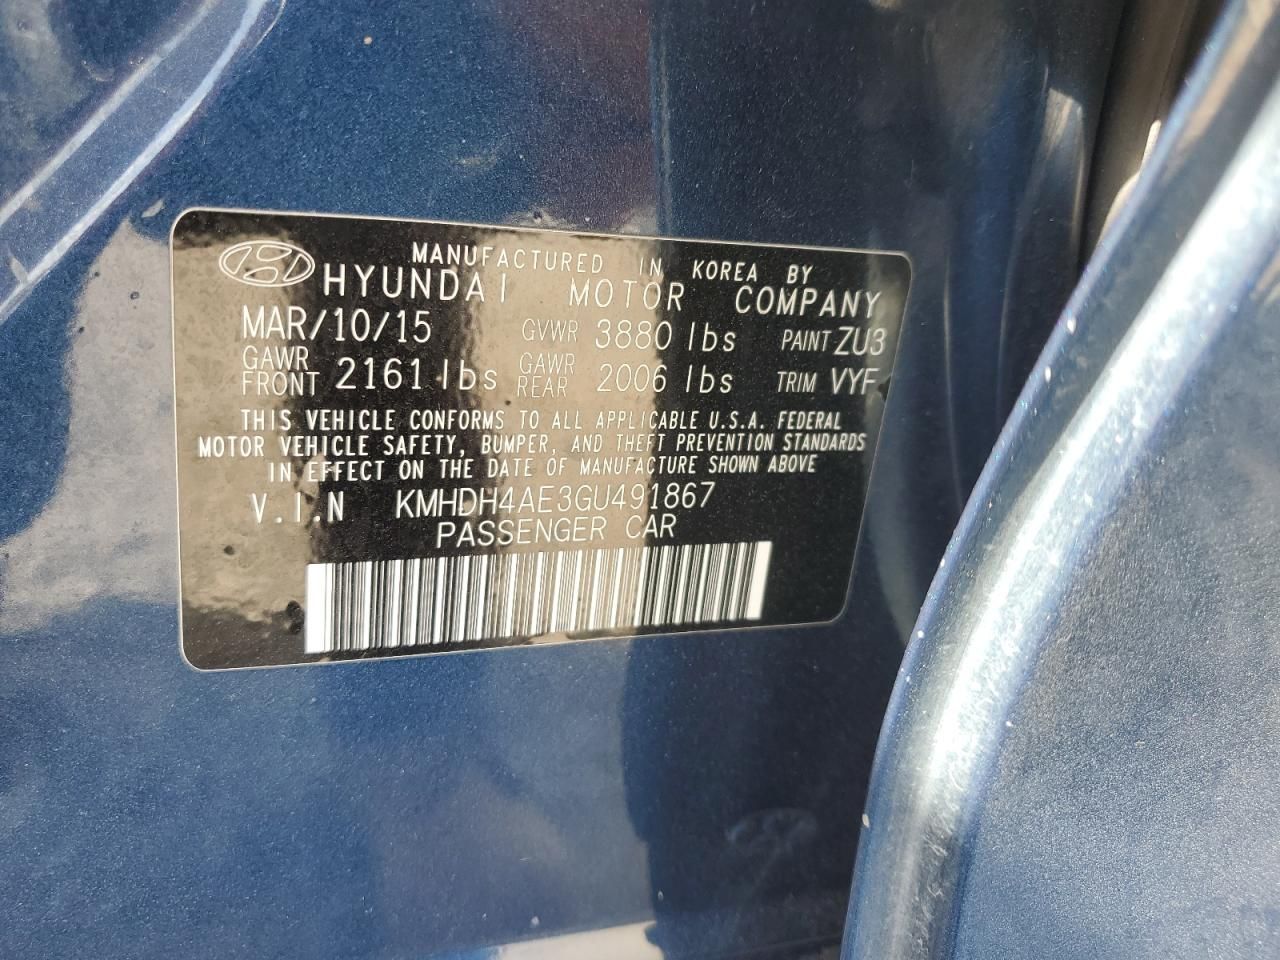 MANUFACTURED IN KOREA BY
HYUNDAI MOTOR COMPANY
MAR/10/15 GVWR 3880 lbs PAINT ZU3
GAWR FRONT 2161 lbs GAWR REAR 2006 lbs TRIM VYF
THIS VEHICLE CONFORMS TO ALL APPLICABLE U.S.A. FEDERAL
MOTOR VEHICLE SAFETY, BUMPER, AND THEFT PREVENTION STANDARDS
IN EFFECT ON THE DATE OF MANUFACTURE SHOWN ABOVE
V.I.N KMHDH4AE3GU491867
PASSENGER CAR